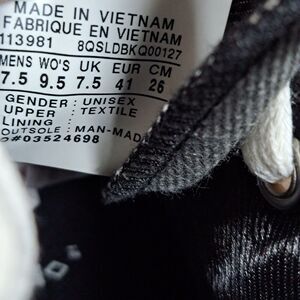 MADE IN VIETNAM
FABRIQUE EN VIETNAM
113981 8QSLDBKQ00127
MENS WO'S UK EUR CM
7.5 9.5 7.5 41 26
GENDER : UNISEX
UPPER : TEXTILE
LINING :
OUTSOLE : MAN-MAD
#03524698